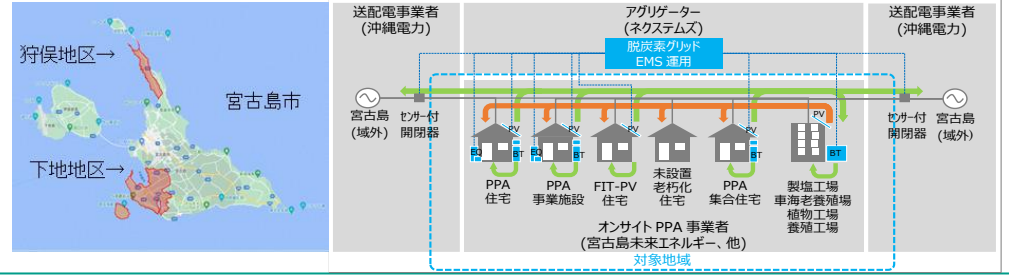 狩俣地区→
宮古島市
下地地区→
送配電事業者
(沖縄電力)
アグリゲーター
(ネクステムズ)
送配電事業者
(沖縄電力)
脱炭素グリッド
EMS 運用
宮古島
(域外)
センサー付
開閉器
センサー付
開閉器
宮古島
(域外)
PV
PV
PV
PV
PV
EQ
BT
EQ
BT
BT
BT
PPA
住宅
PPA
事業施設
FIT-PV
住宅
未設置
老朽化
住宅
PPA
集合住宅
製塩工場
車海老養殖場
植物工場
養殖工場
オンサイト PPA 事業者
(宮古島未来エネルギー、他)
対象地域